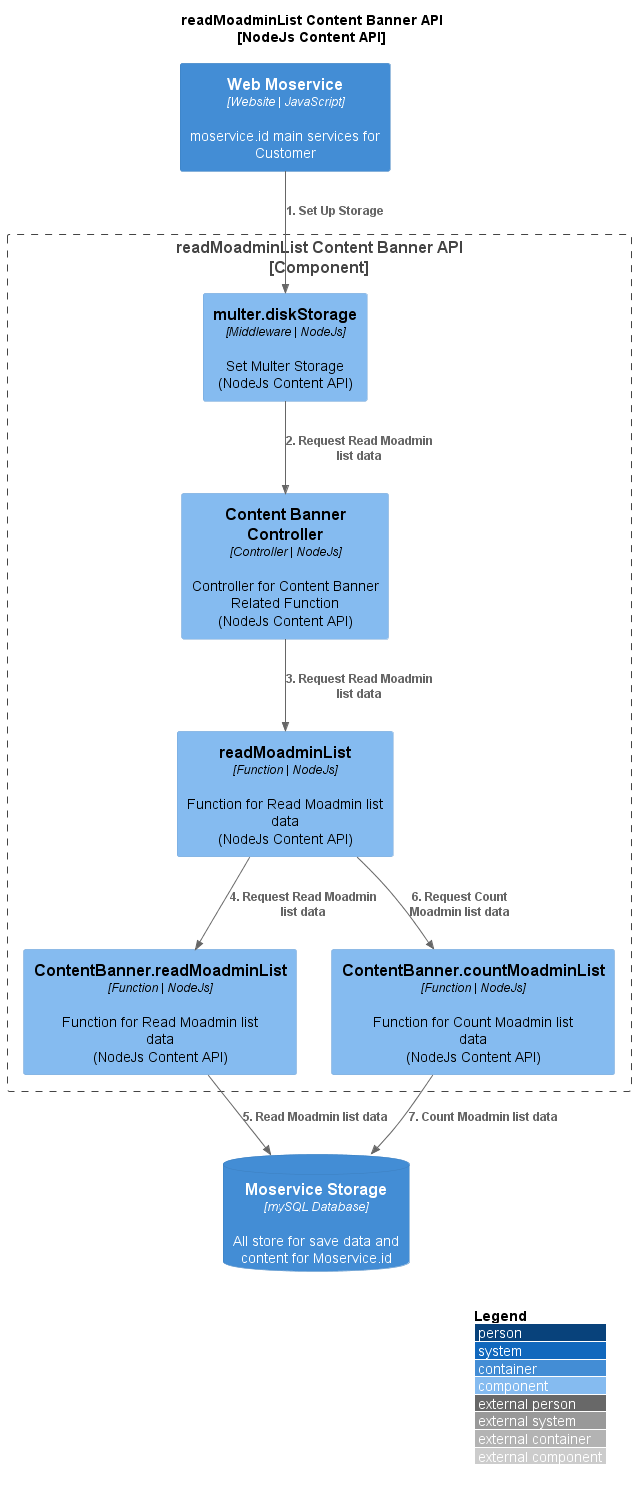 readMoadminList Content Banner API
[NodeJs Content API]
Web Moservice
[Website | JavaScript]
moservice.id main services for
Customer
1. Set Up Storage
readMoadminList Content Banner API
[Component]
multer.diskStorage
[Middleware | NodeJs]
Set Multer Storage
(NodeJs Content API)
2. Request Read Moadmin
list data
Content Banner
Controller
[Controller | NodeJs]
Controller for Content Banner
Related Function
(NodeJs Content API)
3. Request Read Moadmin
list data
readMoadminList
[Function | NodeJs]
Function for Read Moadmin list
data
(NodeJs Content API)
4. Request Read Moadmin
list data
6. Request Count
Moadmin list data
ContentBanner.readMoadminList
[Function | NodeJs]
Function for Read Moadmin list
data
(NodeJs Content API)
ContentBanner.countMoadminList
[Function | NodeJs]
Function for Count Moadmin list
data
(NodeJs Content API)
5. Read Moadmin list data
7. Count Moadmin list data
Moservice Storage
[mySQL Database]
All store for save data and
content for Moservice.id
Legend
person
system
container
component
external person
external system
external container
external component